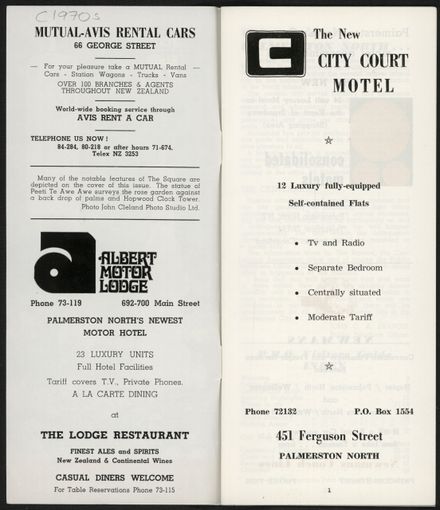 C1970s
MUTUAL-AVIS RENTAL CARS
66 GEORGE STREET
— For your pleasure take a MUTUAL Rental —
Cars - Station Wagons - Trucks - Vans
OVER 100 BRANCHES & AGENTS
THROUGHOUT NEW ZEALAND
World-wide booking service through
AVIS RENT A CAR
TELEPHONE US NOW !
84-284, 80-218 or after hours 71-674.
Telex NZ 3253
Many of the notable features of The Square are
depicted on the cover of this issue. The statue of
Peeti Te Awe Awe surveys the rose garden against
a back drop of palms and Hopwood Clock Tower.
Photo John Cleland Photo Studio Ltd.
a
ALBERT
MOTOR
LODGE
Phone 73-119 692-700 Main Street
PALMERSTON NORTH'S NEWEST
MOTOR HOTEL
23 LUXURY UNITS
Full Hotel Facilities
Tariff covers T.V., Private Phones.
A LA CARTE DINING
at
THE LODGE RESTAURANT
FINEST ALES and SPIRITS
New Zealand & Continental Wines
CASUAL DINERS WELCOME
For Table Reservations Phone 73-115
C
The New
CITY COURT
MOTEL
☆
12 Luxury fully-equipped
Self-contained Flats
• Tv and Radio
• Separate Bedroom
• Centrally situated
• Moderate Tariff
☆
Phone 72132 P.O. Box 1554
451 Ferguson Street
PALMERSTON NORTH
1